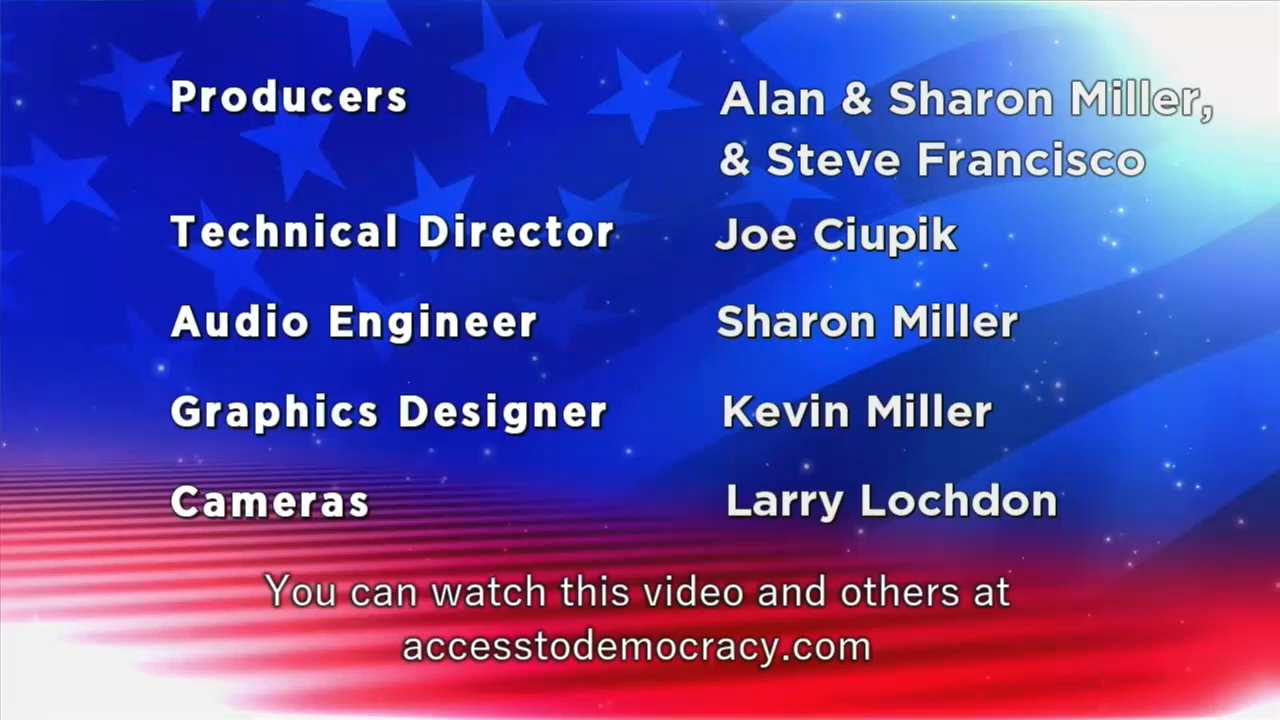 Producers Alan & Sharon Miller,
& Steve Francisco
Technical Director Joe Ciupik
Audio Engineer Sharon Miller
Graphics Designer Kevin Miller
Cameras Larry Lochdon
You can watch this video and others at
accesstodemocracy.com